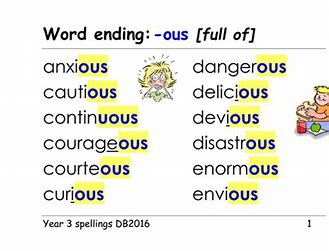 Word ending: -ous [full of]
anxious dangerous
cautious delicious
continuous devious
courageous disastrous
courteous enormous
curious envious
Year 3 spellings DB2016 1